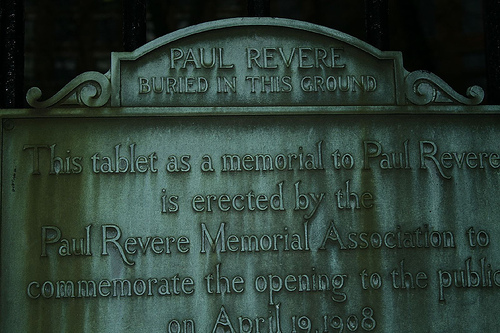 PAUL REVERE
BURIED IN THIS GROUND
This tablet as a memorial to Paul Revere
is erected by the
Paul Revere Memorial Association to
commemorate the opening to the public
on April 19, 1908